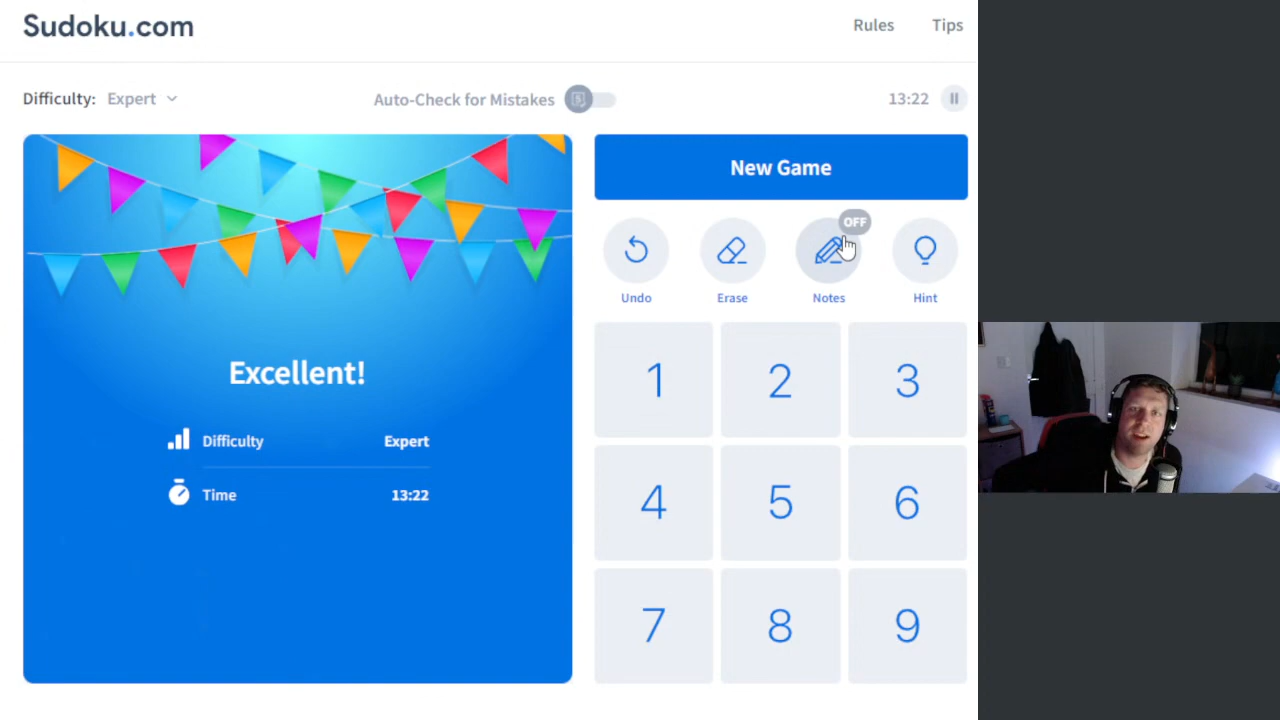 Sudoku.com
Rules
Tips
Difficulty: Expert
Auto-Check for Mistakes
13:22
New Game
OFF
Undo
Erase
Notes
Hint
Excellent!
Difficulty Expert
Time 13:22
1 2 3
4 5 6
7 8 9